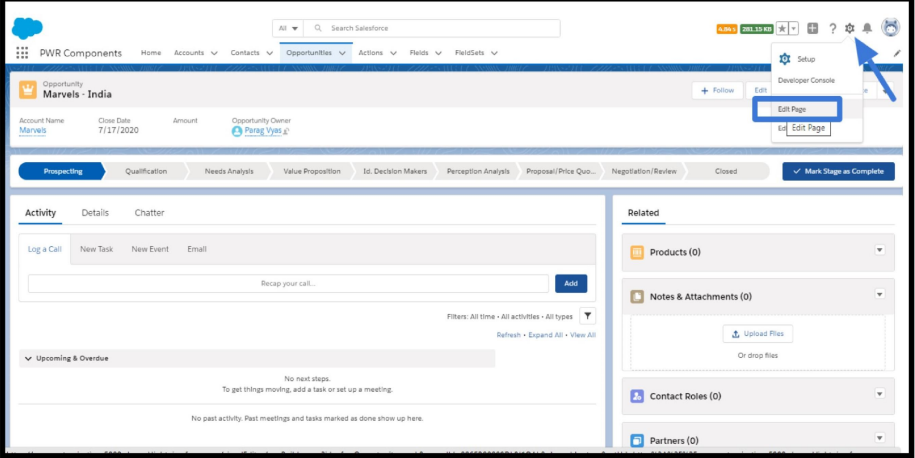 All
Search Salesforce
4.84 s 281.15 KB
PWR Components
Home Accounts Contacts Opportunities Actions Fields FieldSets
Setup
Developer Console
Edit Page
Edit Page
Opportunity
Marvels - India
+ Follow Edit
Account Name Close Date Amount Opportunity Owner
Marvels 7/17/2020 Parag Vyas
Prospecting Qualification Needs Analysis Value Proposition Id. Decision Makers Perception Analysis Proposal/Price Quo... Negotiation/Review Closed Mark Stage as Complete
Activity Details Chatter
Log a Call New Task New Event Email
Recap your call...
Add
Filters: All time • All activities • All types
Refresh • Expand All • View All
Upcoming & Overdue
No next steps.
To get things moving, add a task or set up a meeting.
No past activity. Past meetings and tasks marked as done show up here.
Related
Products (0)
Notes & Attachments (0)
Upload Files
Or drop files
Contact Roles (0)
Partners (0)